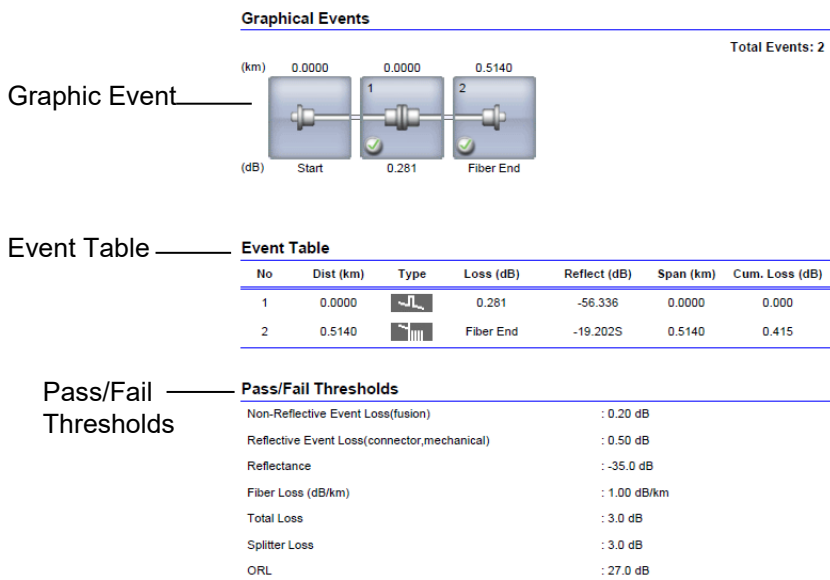 Graphical Events
Total Events: 2
(km) 0.0000 0.0000 0.5140
Graphic Event
1 2
(dB) Start 0.281 Fiber End
Event Table
Event Table
No Dist (km) Type Loss (dB) Reflect (dB) Span (km) Cum. Loss (dB)
1 0.0000 0.281 -56.336 0.0000 0.000
2 0.5140 Fiber End -19.202S 0.5140 0.415
Pass/Fail
Thresholds
Pass/Fail Thresholds
Non-Reflective Event Loss(fusion) : 0.20 dB
Reflective Event Loss(connector,mechanical) : 0.50 dB
Reflectance : -35.0 dB
Fiber Loss (dB/km) : 1.00 dB/km
Total Loss : 3.0 dB
Splitter Loss : 3.0 dB
ORL : 27.0 dB